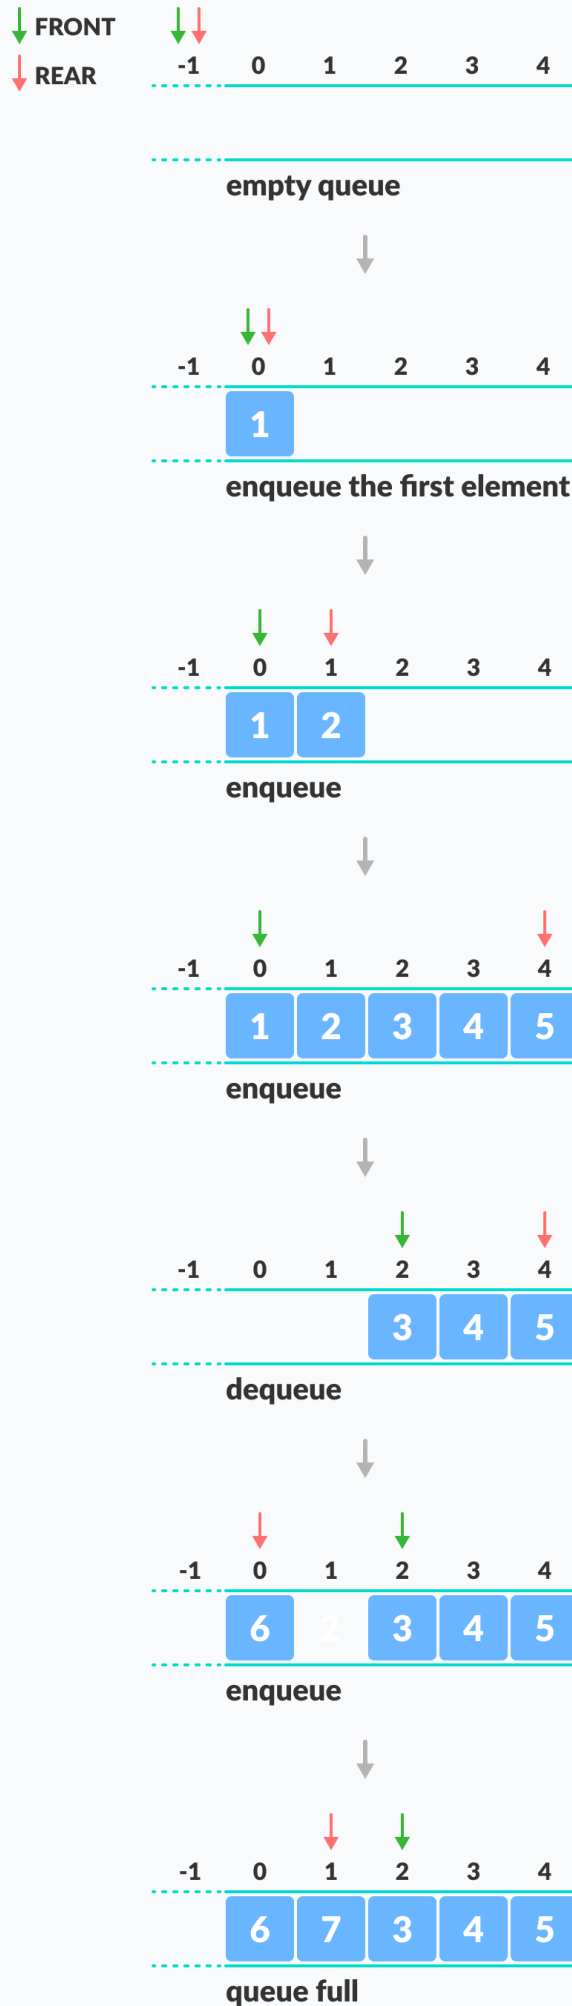 FRONT
REAR
-1 0 1 2 3 4
empty queue
-1 0 1 2 3 4
1
enqueue the first element
-1 0 1 2 3 4
1 2
enqueue
-1 0 1 2 3 4
1 2 3 4 5
enqueue
-1 0 1 2 3 4
3 4 5
dequeue
-1 0 1 2 3 4
6 2 3 4 5
enqueue
-1 0 1 2 3 4
6 7 3 4 5
queue full